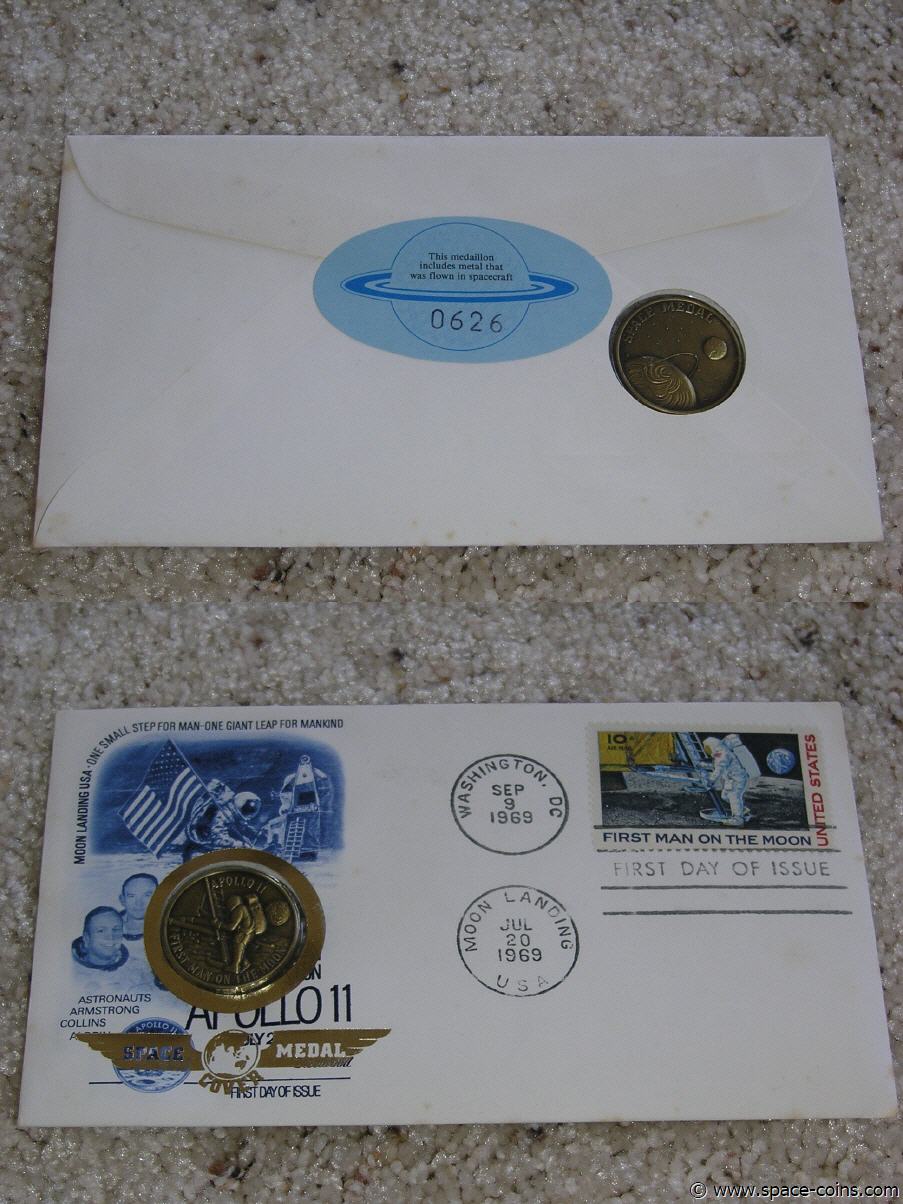 This medaillon
includes metal that
was flown in spacecraft
0626
SPACE MEDAL
MOON LANDING USA · ONE SMALL STEP FOR MAN-ONE GIANT LEAP FOR MANKIND
WASHINGTON, DC
SEP
9
1969
10¢
AIR MAIL
UNITED STATES
FIRST MAN ON THE MOON
FIRST DAY OF ISSUE
MOON LANDING
JUL
20
1969
USA
APOLLO 11
FIRST MAN ON THE MOON
ASTRONAUTS
ARMSTRONG
COLLINS
APOLLO 11
APOLLO 11
SPACE MEDAL
COVER
FIRST DAY OF ISSUE
© www.space-coins.com